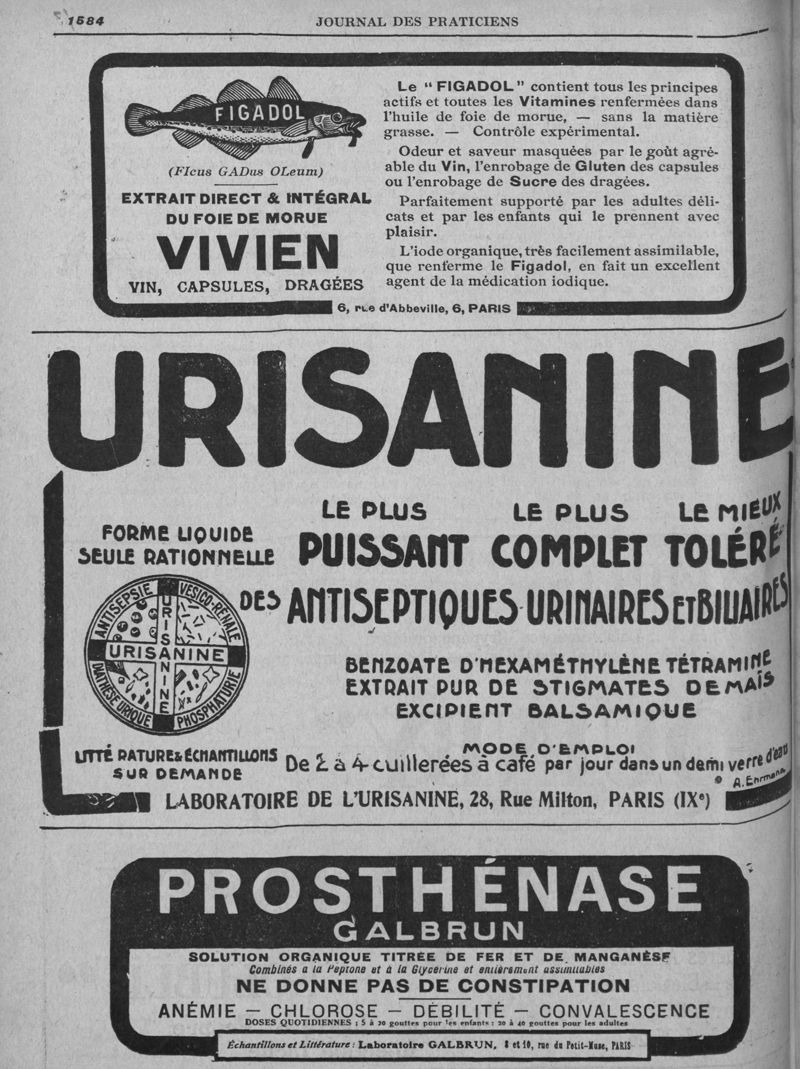 1584
JOURNAL DES PRATICIENS
FIGADOL
(FIcus GADus OLeum)
EXTRAIT DIRECT & INTÉGRAL
DU FOIE DE MORUE
VIVIEN
VIN, CAPSULES, DRAGÉES
Le "FIGADOL" contient tous les principes
actifs et toutes les Vitamines renfermées dans
l'huile de foie de morue, — sans la matière
grasse. — Contrôle expérimental.
Odeur et saveur masquées par le goût agré-
able du Vin, l'enrobage de Gluten des capsules
ou l'enrobage de Sucre des dragées.
Parfaitement supporté par les adultes déli-
cats et par les enfants qui le prennent avec
plaisir.
L'iode organique, très facilement assimilable,
que renferme le Figadol, en fait un excellent
agent de la médication iodique.
6, rue d'Abbeville, 6, PARIS
URISANINE
FORME LIQUIDE
SEULE RATIONNELLE
LE PLUS LE PLUS LE MIEUX
PUISSANT COMPLET TOLÉRÉ
DES ANTISEPTIQUES URINAIRES ET BILIAIRES
ANTISEPSIE VESICO-RÉNALE
URISANINE
URISANINE
DIATHÈSE URIQUE PHOSPHATURIE
BENZOATE D'HEXAMÉTHYLÈNE TÉTRAMINE
EXTRAIT PUR DE STIGMATES DE MAÏS
EXCIPIENT BALSAMIQUE
LITTÉRATURE & ÉCHANTILLONS
SUR DEMANDE
MODE D'EMPLOI
De 2 à 4 cuillerées à café par jour dans un demi verre d'eau
A. Ehrmann
LABORATOIRE DE L'URISANINE, 28, Rue Milton, PARIS (IXe)
PROSTHÉNASE
GALBRUN
SOLUTION ORGANIQUE TITRÉE DE FER ET DE MANGANÈSE
Combinés à la Peptone et à la Glycérine et entièrement assimilables
NE DONNE PAS DE CONSTIPATION
ANÉMIE — CHLOROSE — DÉBILITÉ — CONVALESCENCE
DOSES QUOTIDIENNES : 5 à 20 gouttes pour les enfants : 20 à 40 gouttes pour les adultes
Échantillons et Littérature : Laboratoire GALBRUN, 8 et 10, rue du Petit-Musc, PARIS